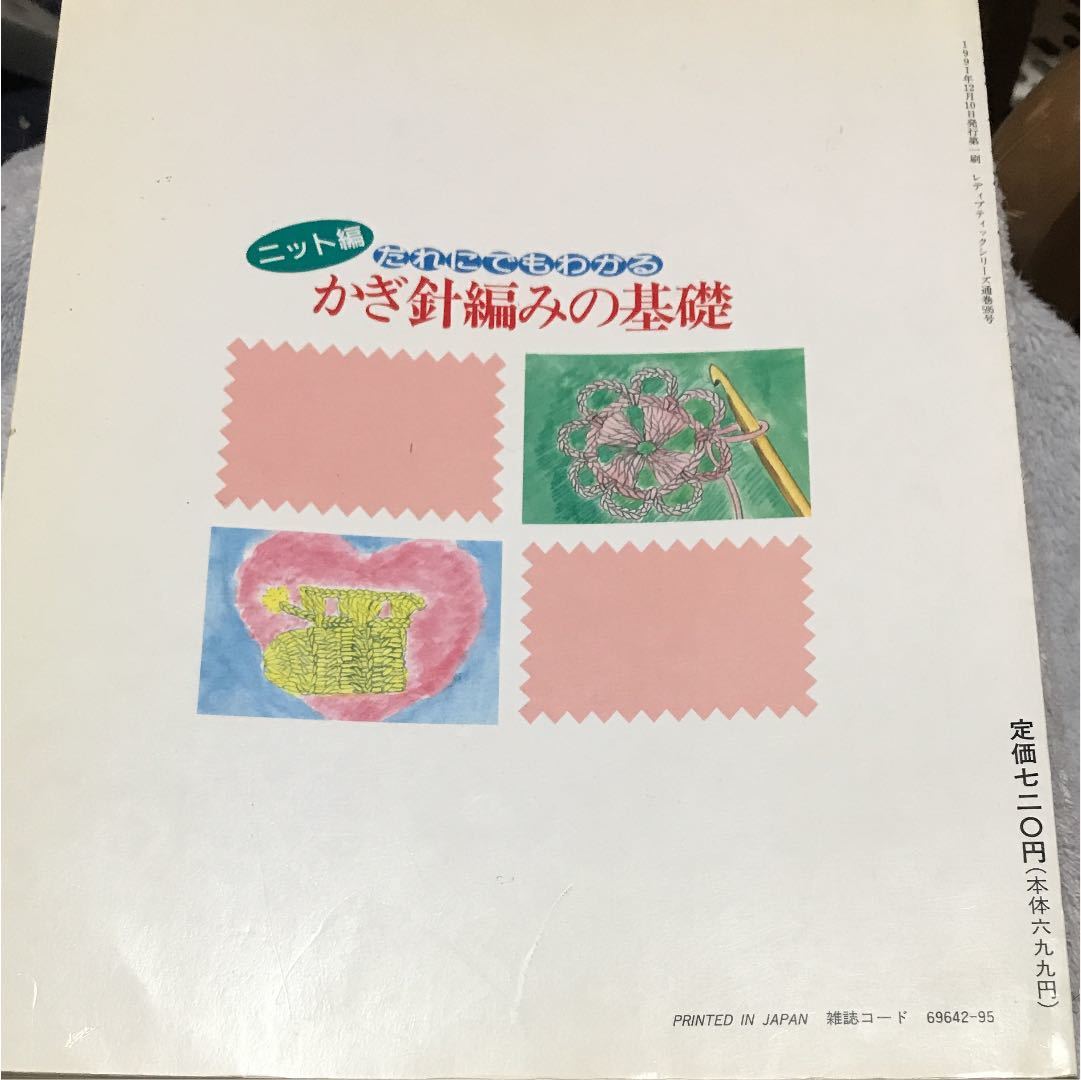 1991年12月10日発行第一刷 レディブティックシリーズ通巻595号
ニット編
だれにでもわかる
かぎ針編みの基礎
定価七二〇円(本体六九九円)
PRINTED IN JAPAN 雑誌コード 69642-95